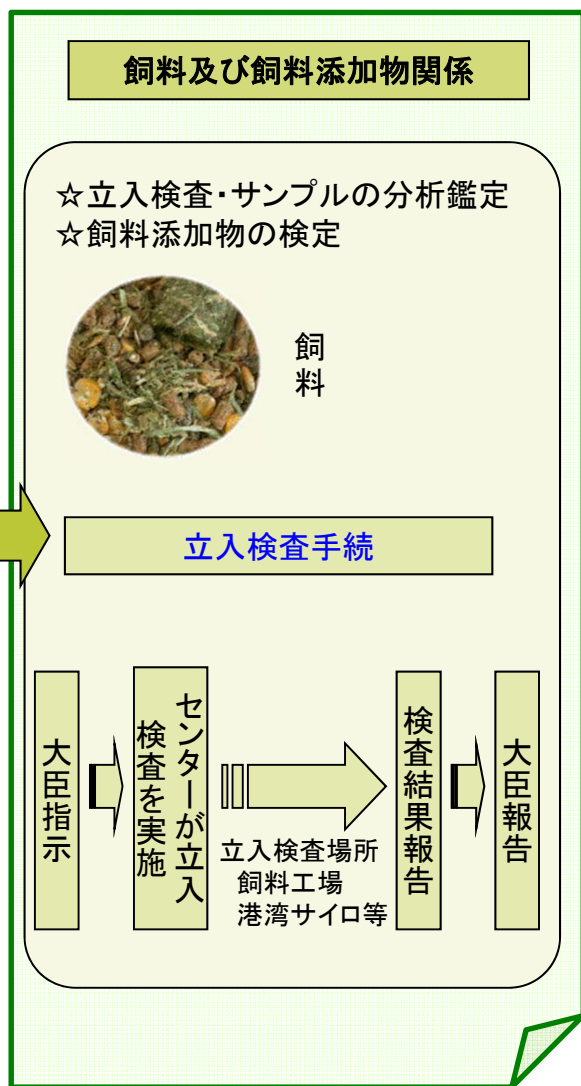 飼料及び飼料添加物関係
☆立入検査・サンプルの分析鑑定
☆飼料添加物の検定
飼料
立入検査手続
大臣指示
センターが立入
検査を実施
立入検査場所
飼料工場
港湾サイロ等
検査結果報告
大臣報告